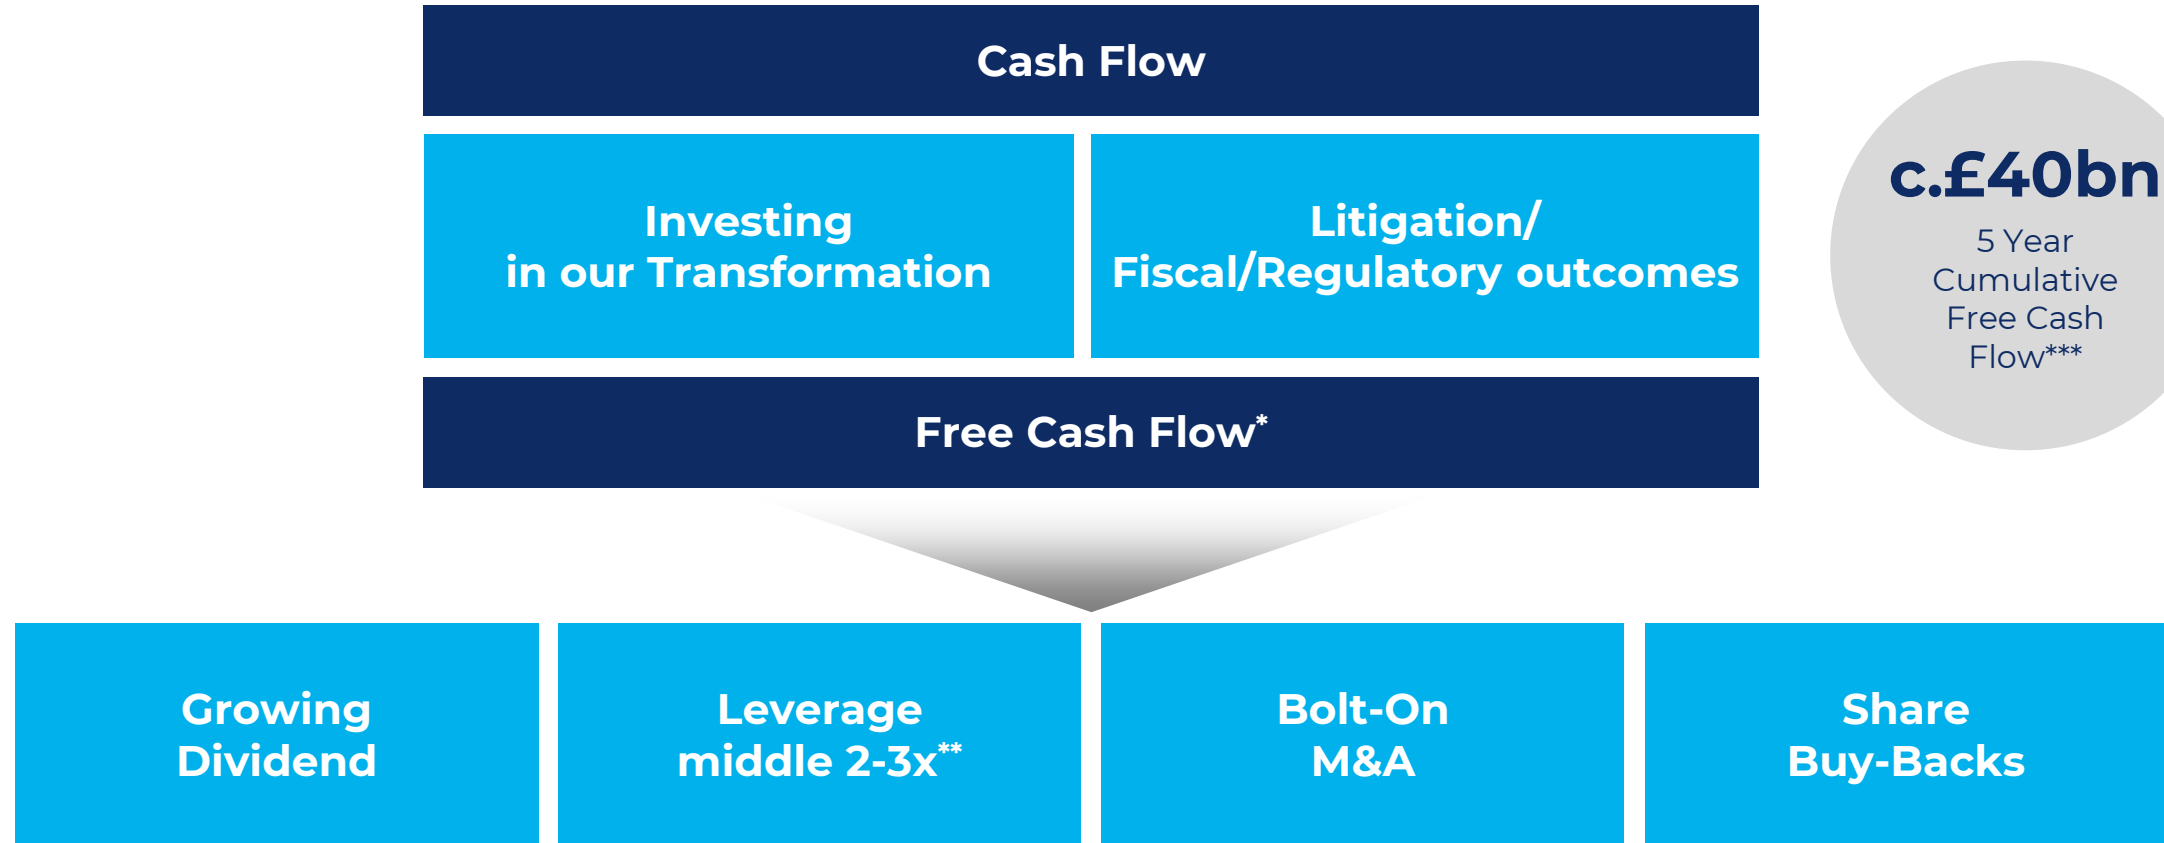 Cash Flow
c.£40bn
5 Year
Cumulative
Free Cash
Flow***
Investing
in our Transformation
Litigation/
Fiscal/Regulatory outcomes
Free Cash Flow*
Growing
Dividend
Leverage
middle 2-3x**
Bolt-On
M&A
Share
Buy-Backs